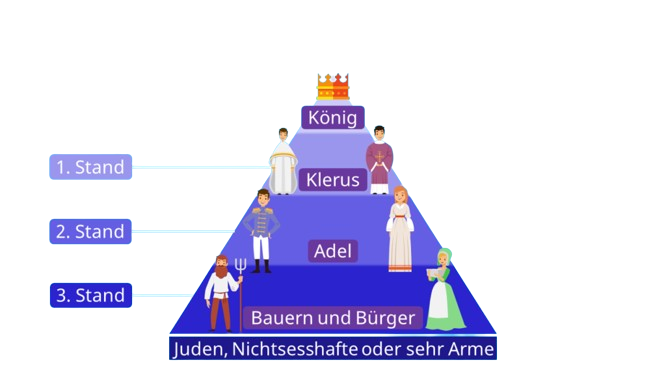 König
1. Stand
Klerus
2. Stand
Adel
3. Stand
Bauern und Bürger
Juden, Nichtsesshafte oder sehr Arme